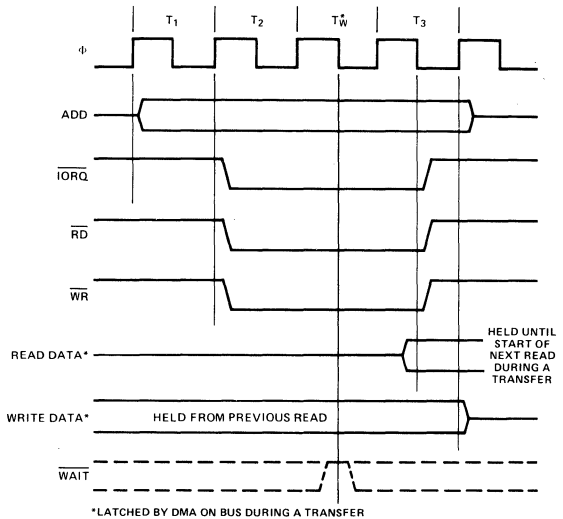 T1 T2 T*W T3
Φ
ADD
IORQ
RD
WR
READ DATA*
HELD UNTIL
START OF
NEXT READ
DURING A
TRANSFER
WRITE DATA*
HELD FROM PREVIOUS READ
WAIT
*LATCHED BY DMA ON BUS DURING A TRANSFER